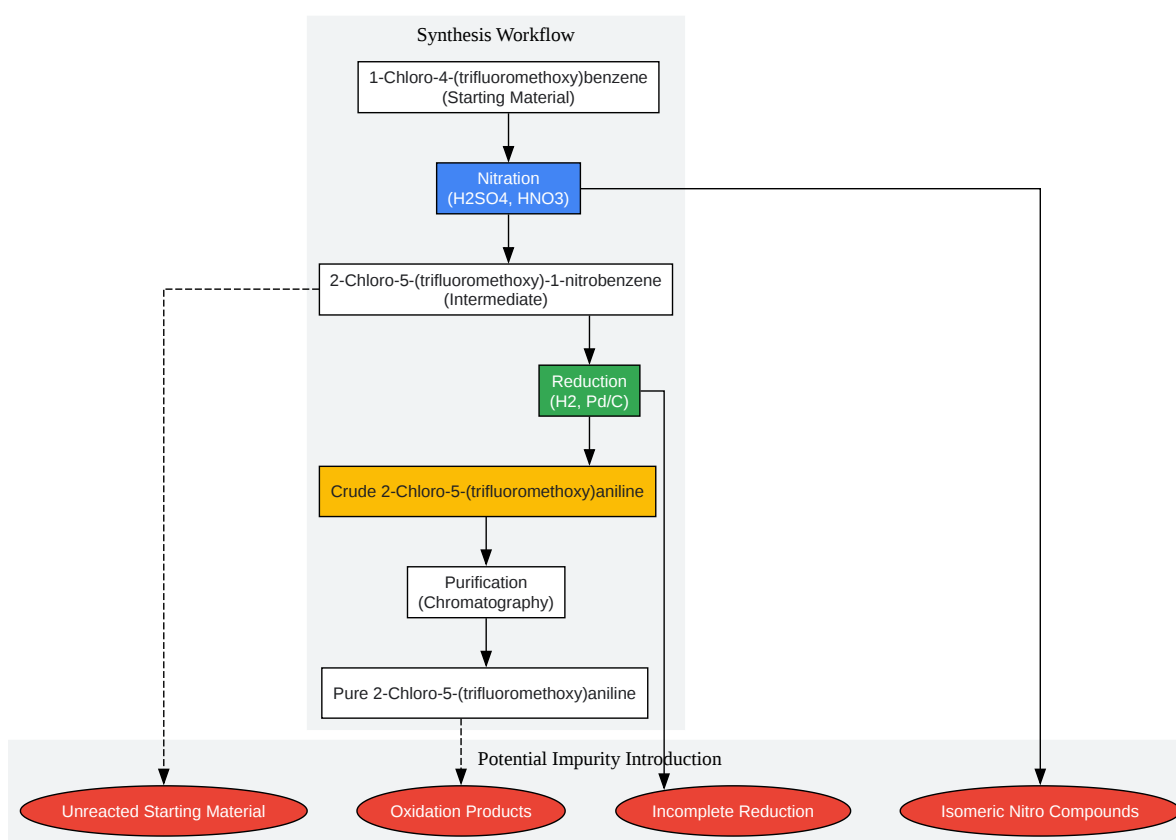 Synthesis Workflow
1-Chloro-4-(trifluoromethoxy)benzene
(Starting Material)
Nitration
(H2SO4, HNO3)
2-Chloro-5-(trifluoromethoxy)-1-nitrobenzene
(Intermediate)
Reduction
(H2, Pd/C)
Crude 2-Chloro-5-(trifluoromethoxy)aniline
Purification
(Chromatography)
Pure 2-Chloro-5-(trifluoromethoxy)aniline
Potential Impurity Introduction
Unreacted Starting Material
Oxidation Products
Incomplete Reduction
Isomeric Nitro Compounds